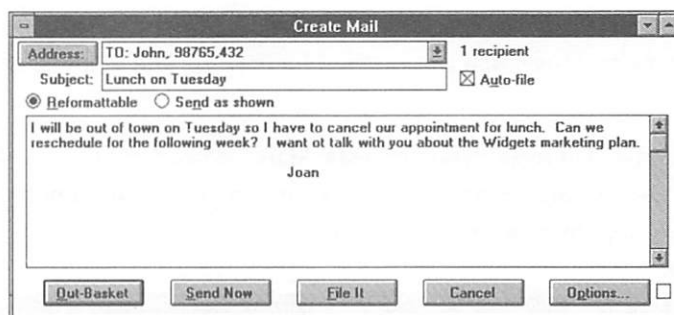 Create Mail
Address: TO: John, 98765,432 1 recipient
Subject: Lunch on Tuesday Auto-file
Reformattable Send as shown
I will be out of town on Tuesday so I have to cancel our appointment for lunch. Can we
reschedule for the following week? I want ot talk with you about the Widgets marketing plan.
Joan
Out-Basket Send Now File It Cancel Options...